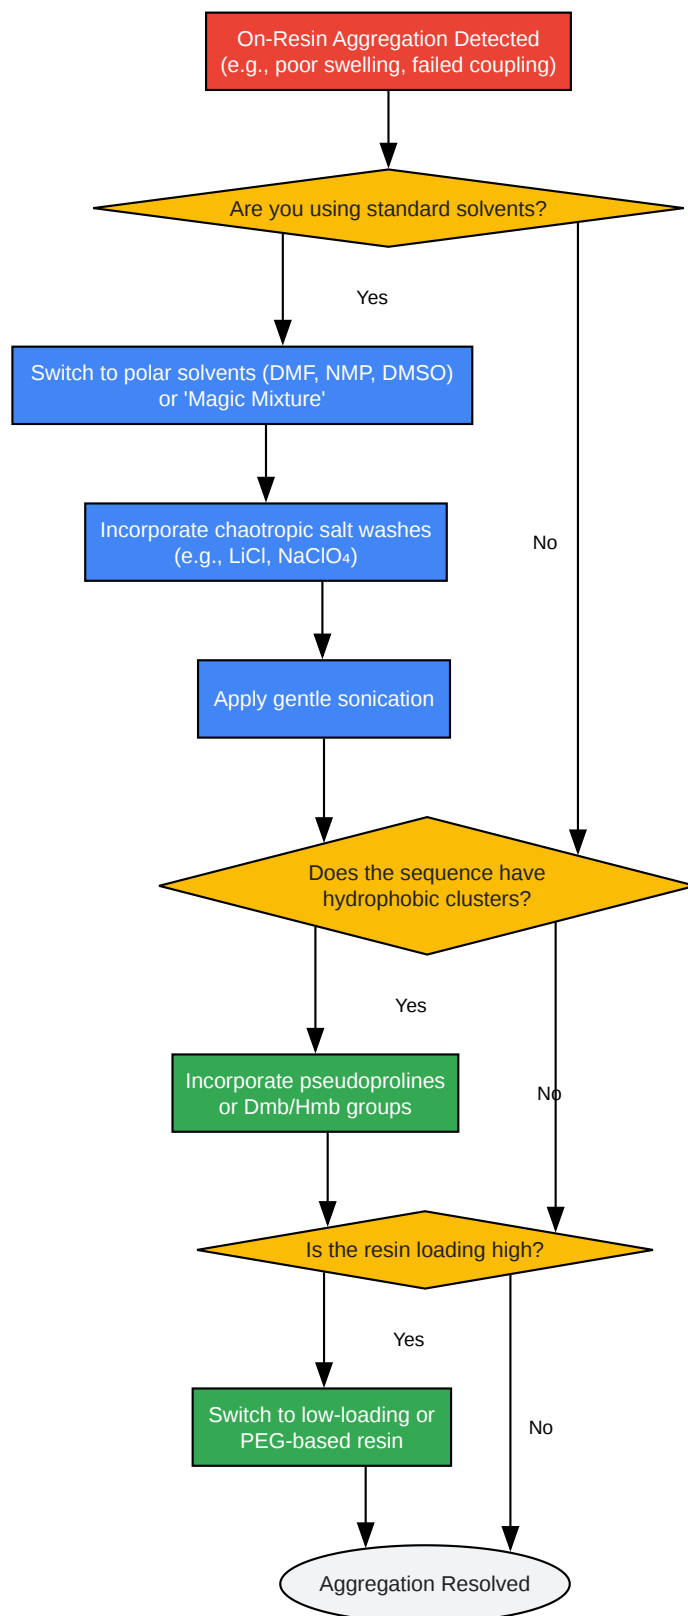 On-Resin Aggregation Detected
(e.g., poor swelling, failed coupling)
Are you using standard solvents?
Yes
Switch to polar solvents (DMF, NMP, DMSO)
or 'Magic Mixture'
Incorporate chaotropic salt washes
(e.g., LiCl, NaClO₄)
No
Apply gentle sonication
Does the sequence have
hydrophobic clusters?
Yes
Incorporate pseudoprolines
or Dmb/Hmb groups
No
Is the resin loading high?
Yes
Switch to low-loading or
PEG-based resin
No
Aggregation Resolved